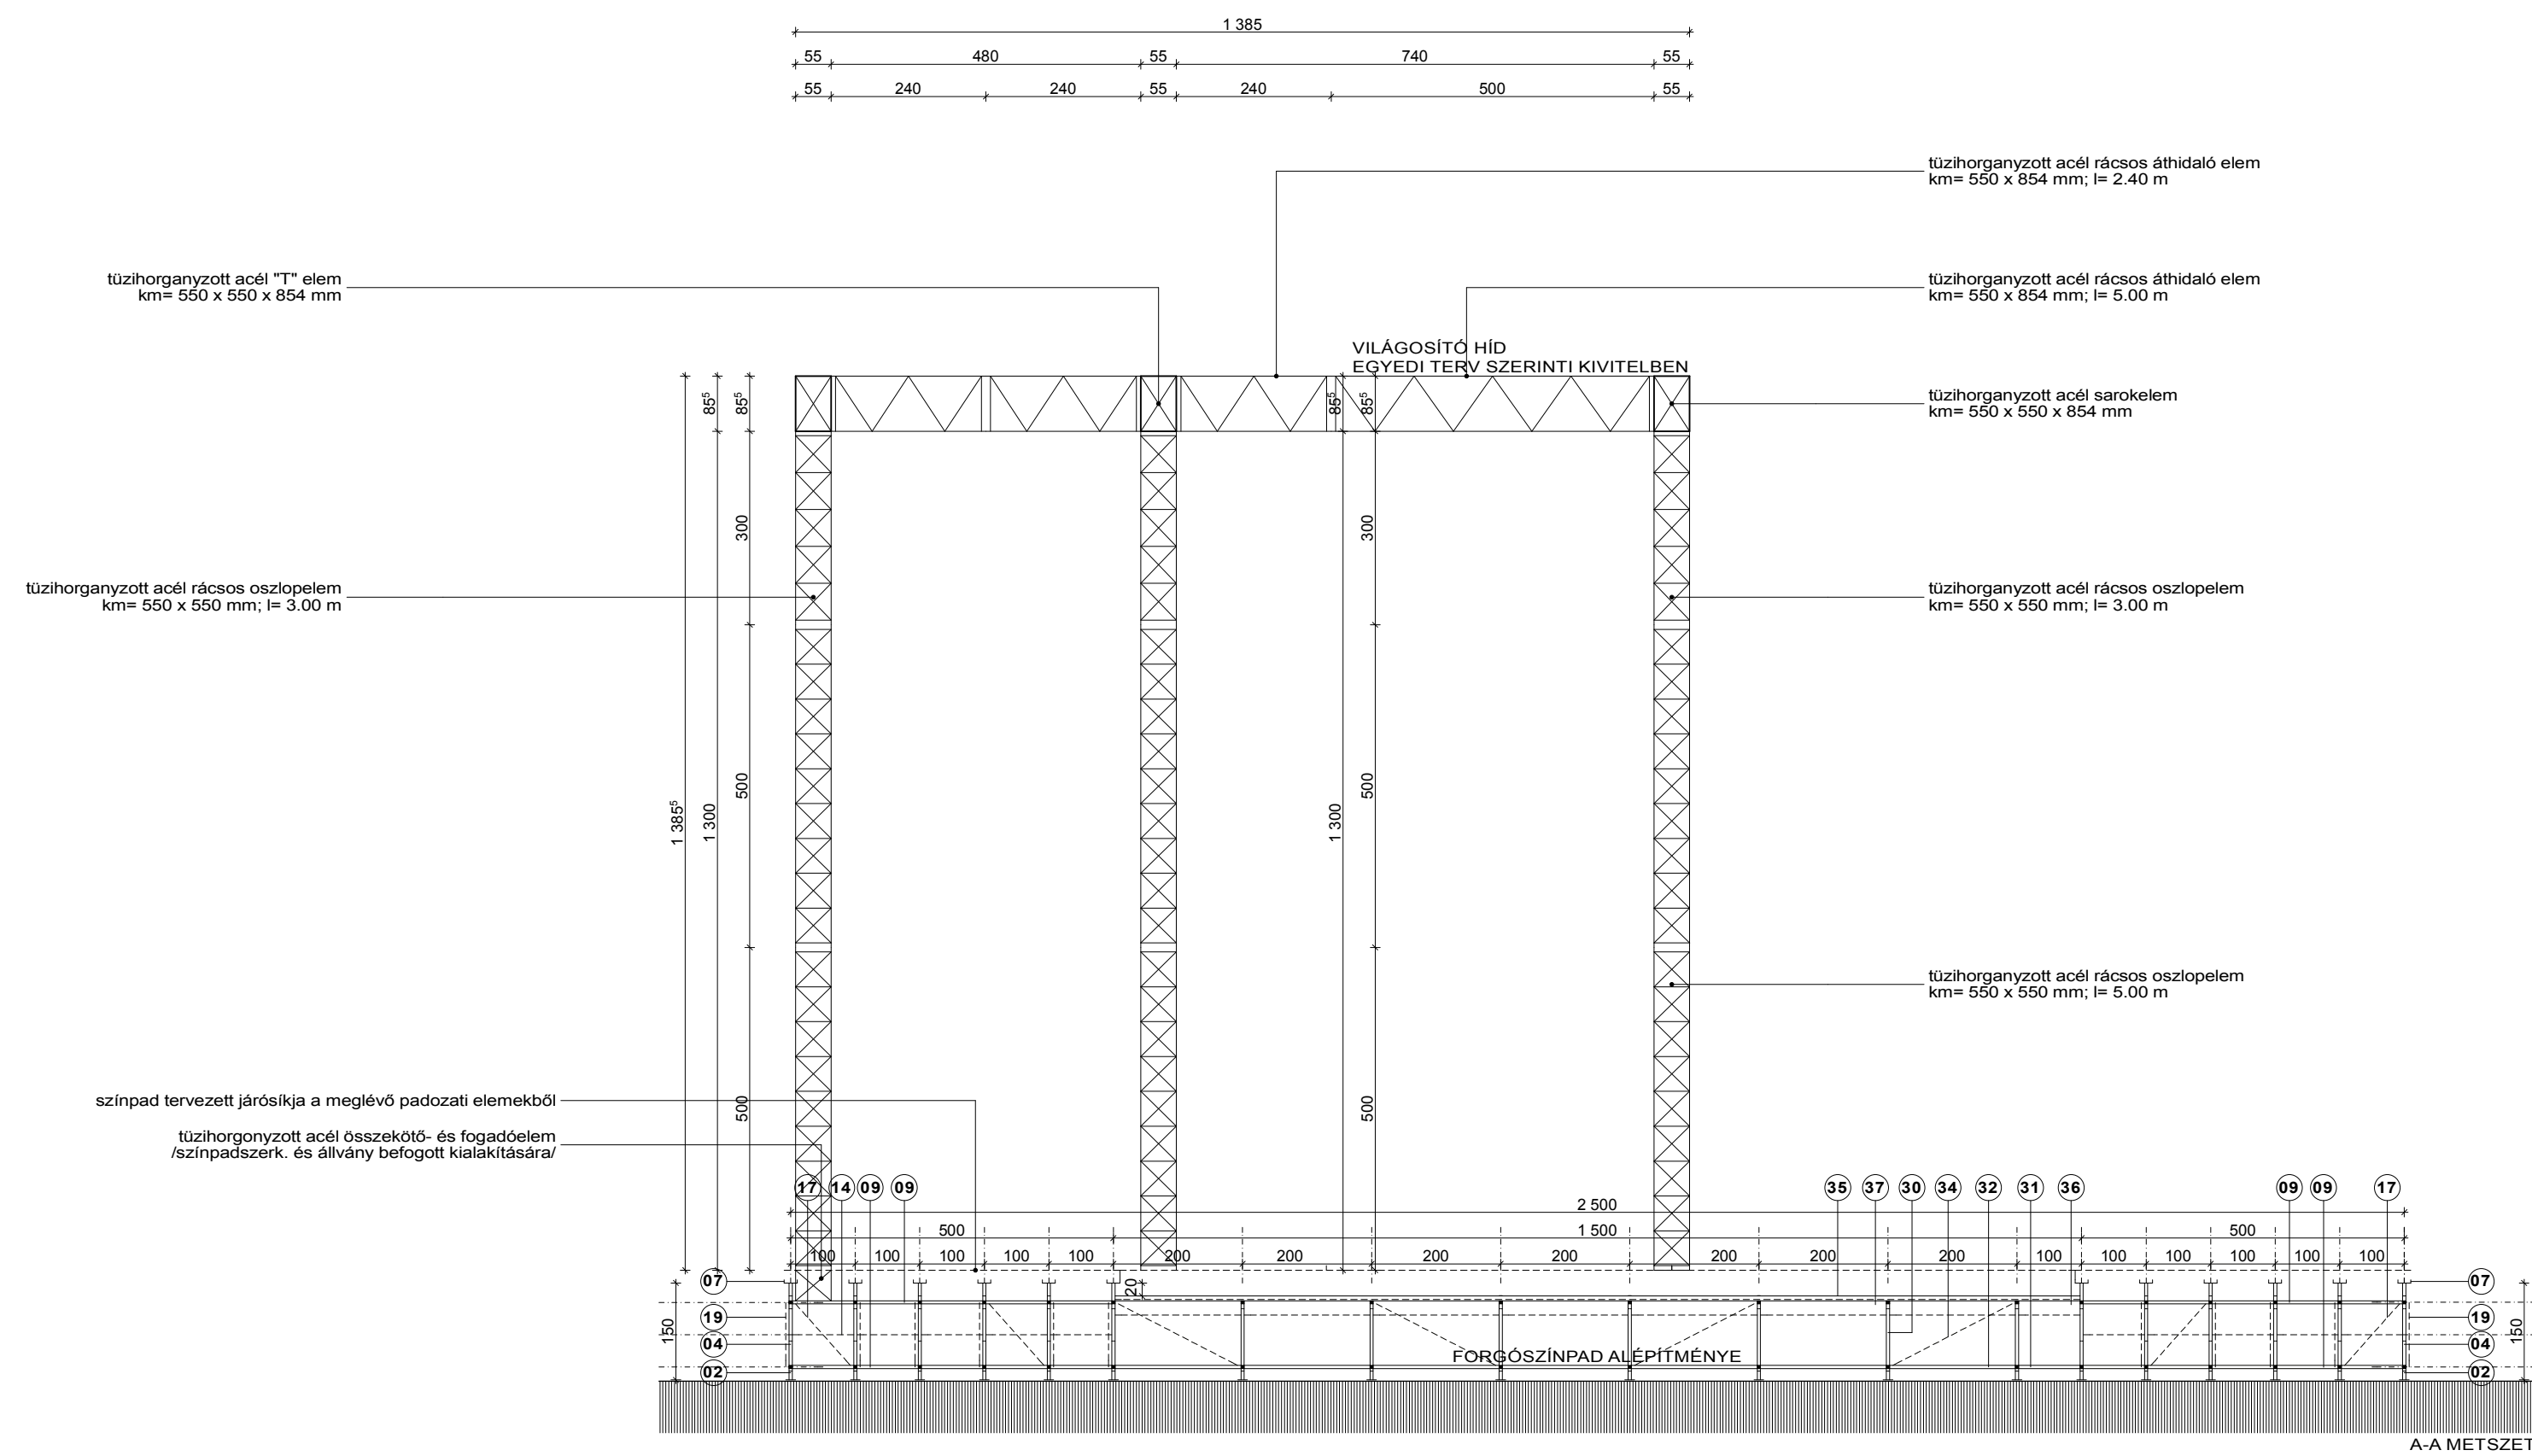 1 385
55 480 55 740 55
55 240 240 55 240 500 55
tüzihorganyzott acél rácsos áthidaló elem
km= 550 x 854 mm; l= 2.40 m
tüzihorganyzott acél "T" elem
km= 550 x 550 x 854 mm
tüzihorganyzott acél rácsos áthidaló elem
km= 550 x 854 mm; l= 5.00 m
VILÁGOSÍTÓ HÍD
EGYEDI TERV SZERINTI KIVITELBEN
85⁵ 85⁵ 85⁵ 85⁵
tüzihorganyzott acél sarokelem
km= 550 x 550 x 854 mm
300 300
tüzihorganyzott acél rácsos oszlopelem
km= 550 x 550 mm; l= 3.00 m
tüzihorganyzott acél rácsos oszlopelem
km= 550 x 550 mm; l= 3.00 m
500 500
1 385⁵ 1 300 1 300
tüzihorganyzott acél rácsos oszlopelem
km= 550 x 550 mm; l= 5.00 m
500 500
színpad tervezett járósíkja a meglévő padozati elemekből
tüzihorgonyzott acél összekötő- és fogadóelem
/színpadszerk. és állvány befogott kialakítására/
17 14 09 09 35 37 30 34 32 31 36 09 09 17
2 500
500 1 500 500
100 100 100 100 100 200 200 200 200 200 200 200 100 100 100 100 100 100
07 07
20
19 19
150 150
04 04
FORGÓSZÍNPAD ALÉPÍTMÉNYE
02 02
A-A METSZET